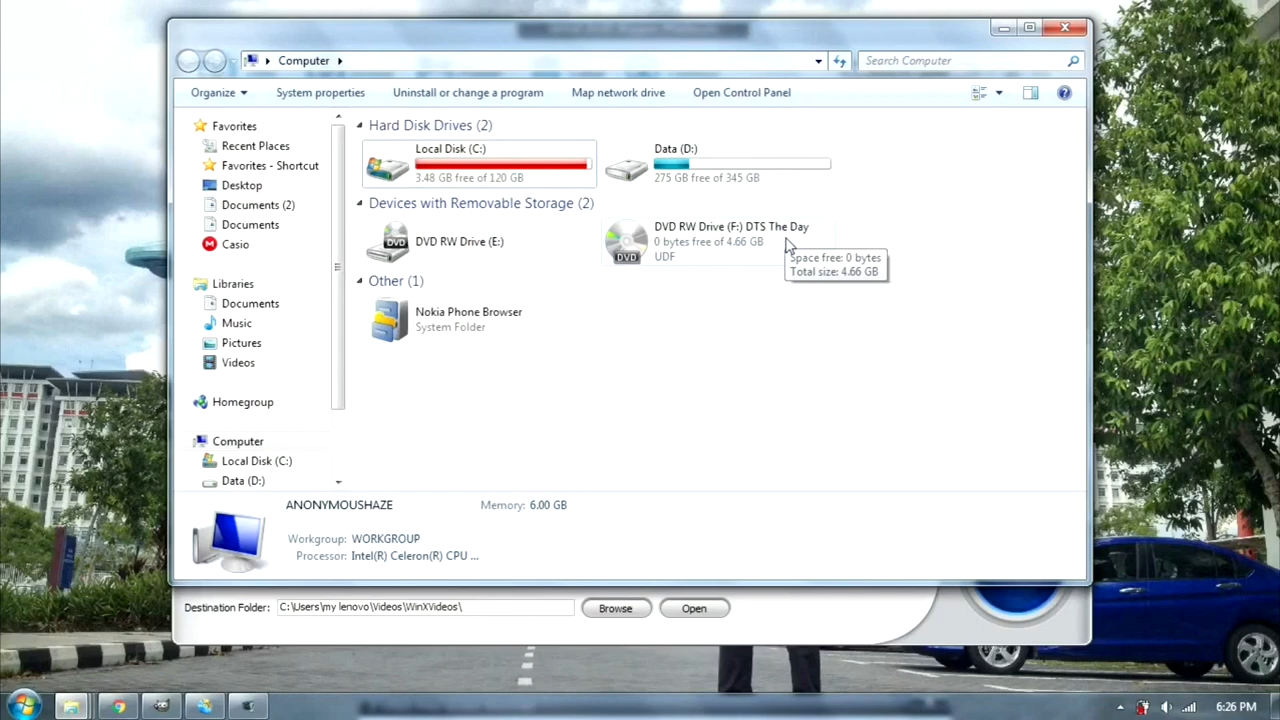 Computer
Search Computer
Organize
System properties
Uninstall or change a program
Map network drive
Open Control Panel
Favorites
Recent Places
Favorites - Shortcut
Desktop
Documents (2)
Documents
Casio
Libraries
Documents
Music
Pictures
Videos
Homegroup
Computer
Local Disk (C:)
Data (D:)
Hard Disk Drives (2)
Local Disk (C:)
3.48 GB free of 120 GB
Data (D:)
275 GB free of 345 GB
Devices with Removable Storage (2)
DVD
DVD RW Drive (E:)
DVD
DVD RW Drive (F:) DTS The Day
0 bytes free of 4.66 GB
UDF
Space free: 0 bytes
Total size: 4.66 GB
Other (1)
Nokia Phone Browser
System Folder
ANONYMOUSHAZE
Memory: 6.00 GB
Workgroup: WORKGROUP
Processor: Intel(R) Celeron(R) CPU ...
Destination Folder: C:\Users\my lenovo\Videos\WinXVideos\
Browse
Open
6:26 PM